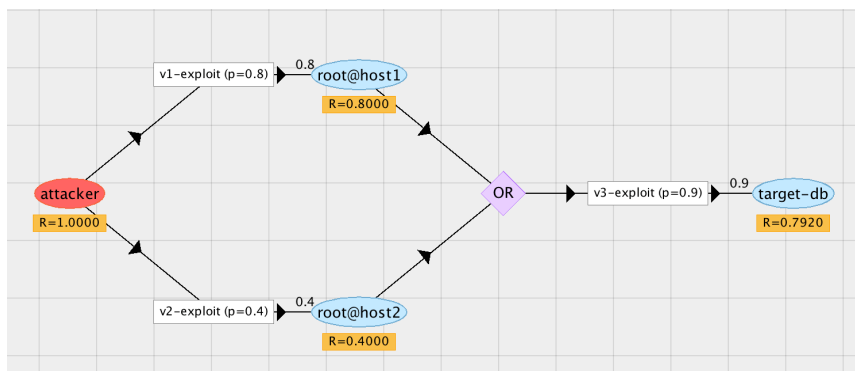 v1-exploit (p=0.8)
0.8
root@host1
R=0.8000
attacker
R=1.0000
OR
v3-exploit (p=0.9)
0.9
target-db
R=0.7920
v2-exploit (p=0.4)
0.4
root@host2
R=0.4000